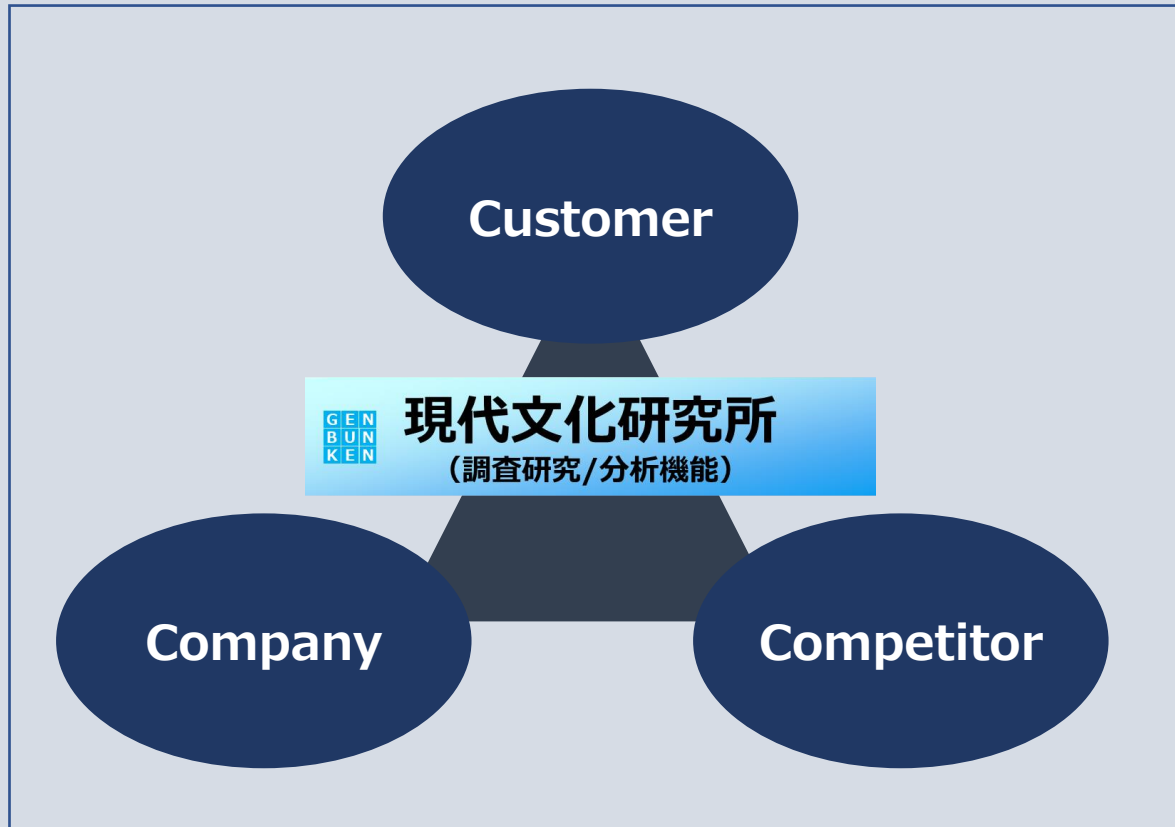 Customer
GEN
BUN
KEN
現代文化研究所
（調査研究/分析機能）
Company
Competitor